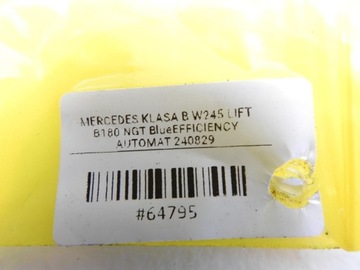 MERCEDES KLASA B W245 LIFT
B180 NGT BlueEFFICIENCY
AUTOMAT 240829
#64795